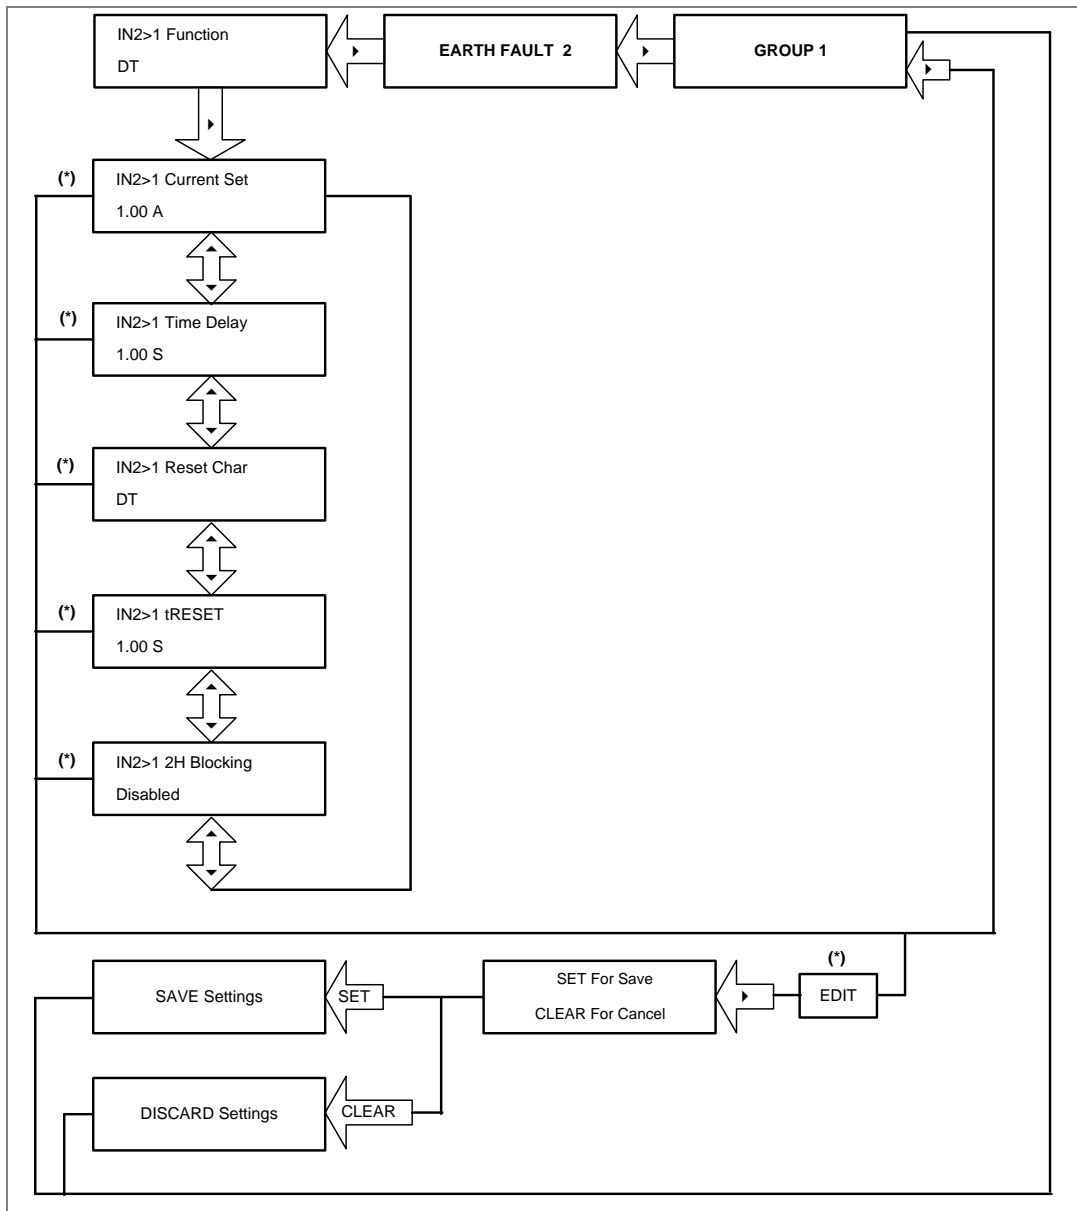 IN2>1 Function
DT
EARTH FAULT 2
GROUP 1
(*)
IN2>1 Current Set
1.00 A
(*)
IN2>1 Time Delay
1.00 S
(*)
IN2>1 Reset Char
DT
(*)
IN2>1 tRESET
1.00 S
(*)
IN2>1 2H Blocking
Disabled
SAVE Settings
SET
SET For Save
CLEAR For Cancel
(*)
EDIT
DISCARD Settings
CLEAR